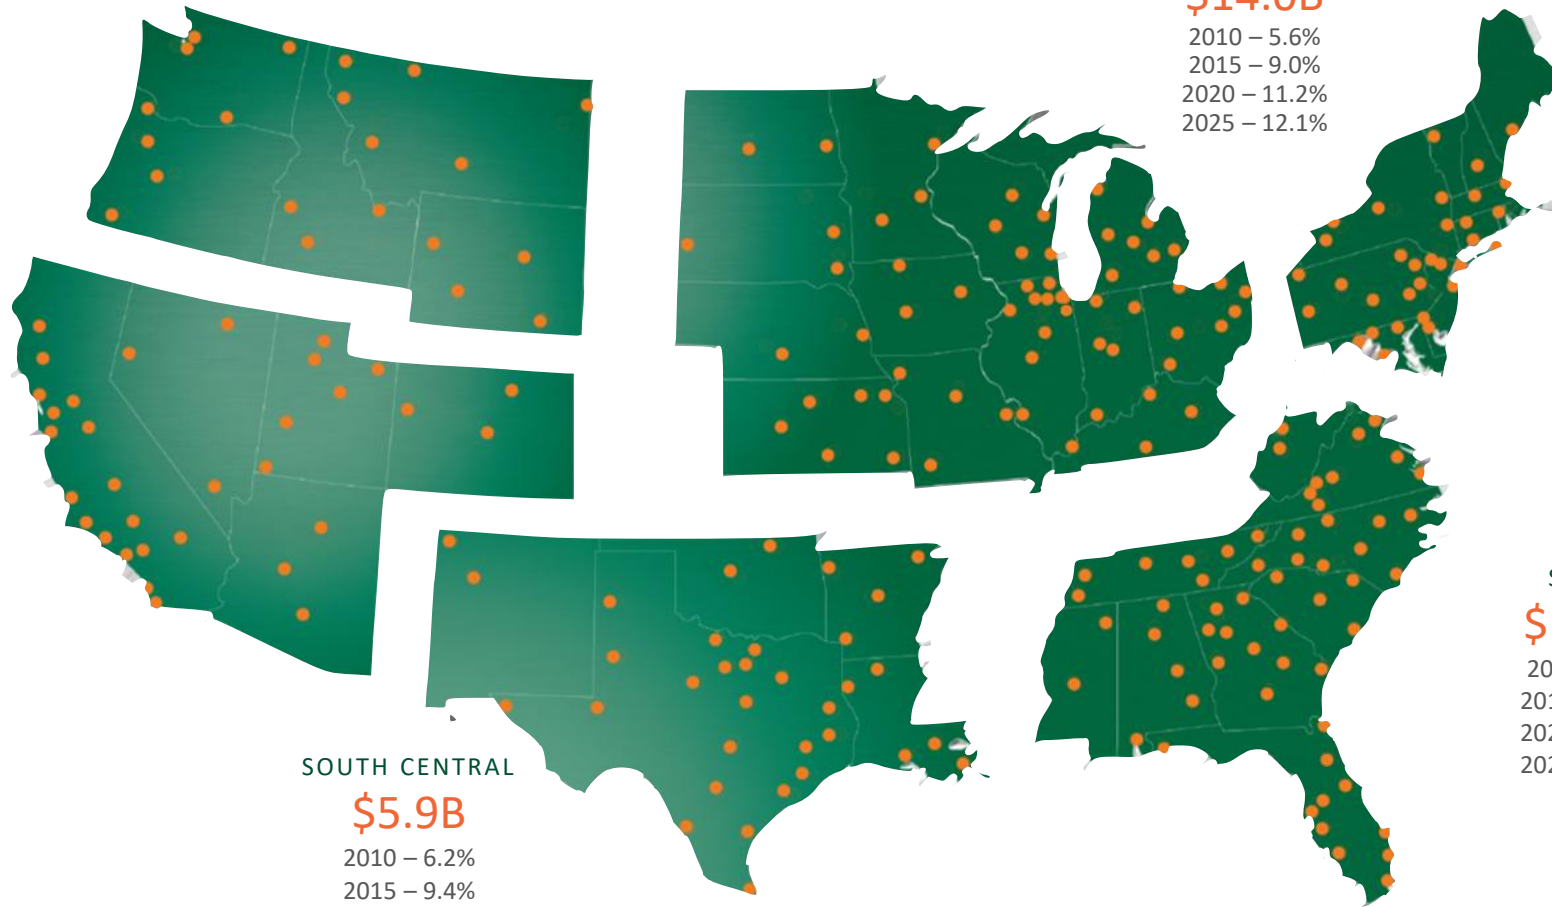 2010 – 5.6%
2015 – 9.0%
2020 – 11.2%
2025 – 12.1%
$
SOUTH CENTRAL
$5.9B
2010 – 6.2%
2015 – 9.4%